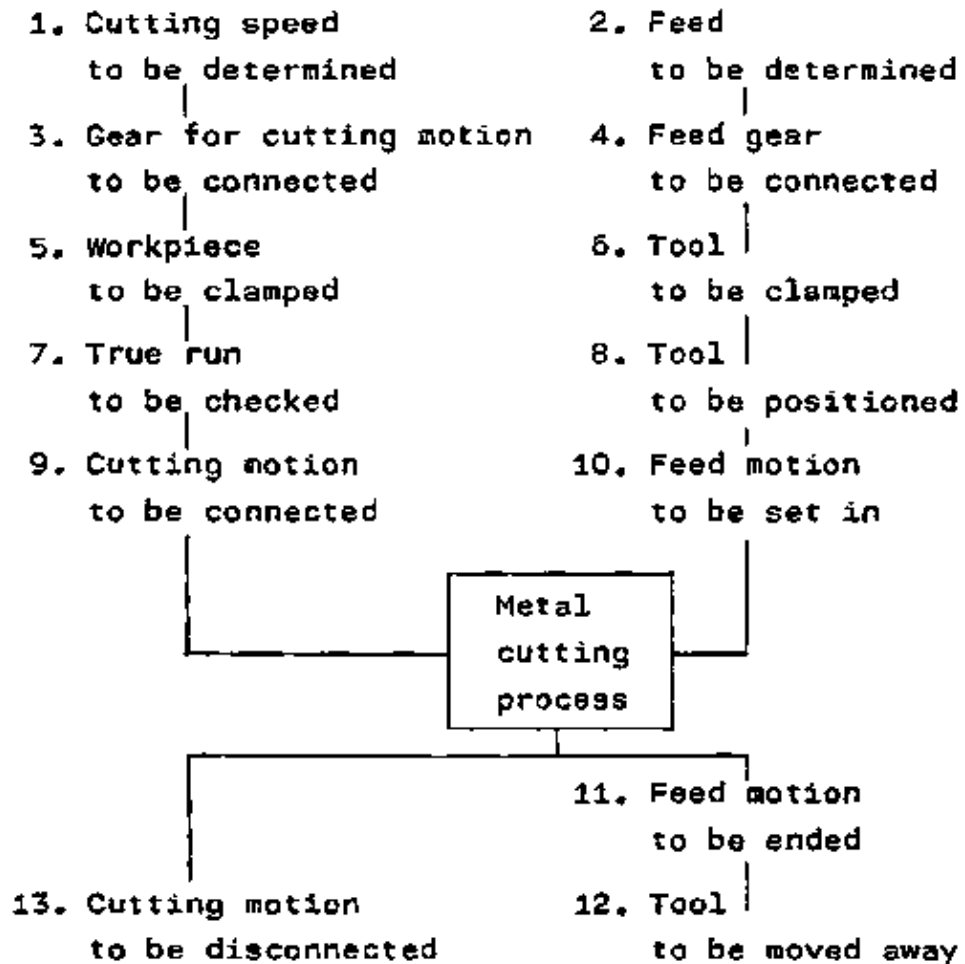 1. Cutting speed
to be determined
2. Feed
to be determined
3. Gear for cutting motion
to be connected
4. Feed gear
to be connected
5. Workpiece
to be clamped
6. Tool
to be clamped
7. True run
to be checked
8. Tool
to be positioned
9. Cutting motion
to be connected
10. Feed motion
to be set in
Metal
cutting
process
11. Feed motion
to be ended
13. Cutting motion
to be disconnected
12. Tool
to be moved away